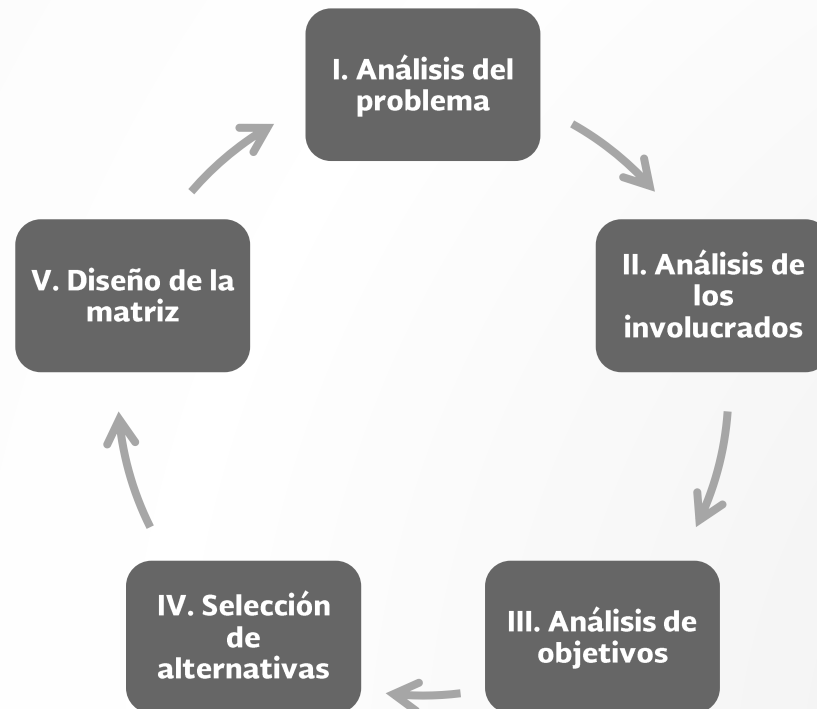 I. Análisis del
problema
II. Análisis de
los
involucrados
III. Análisis de
objetivos
IV. Selección
de
alternativas
V. Diseño de la
matriz